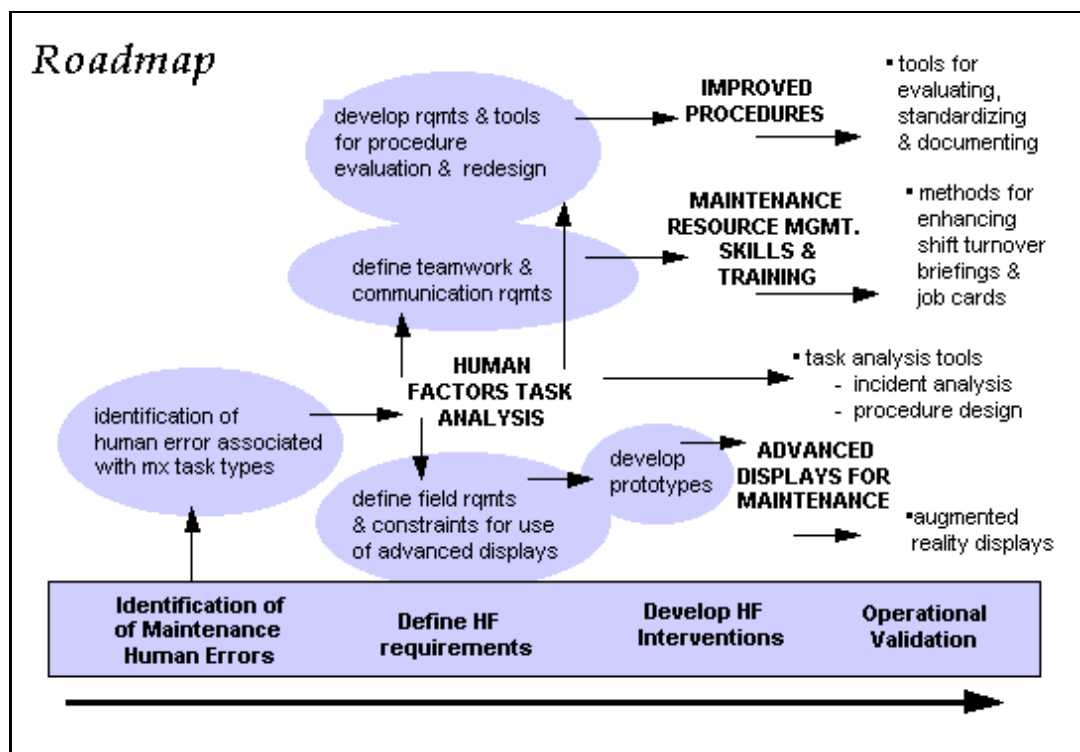 Roadmap
develop rqmts & tools
for procedure
evaluation & redesign
IMPROVED
PROCEDURES
▪ tools for
evaluating,
standardizing
& documenting
define teamwork &
communication rqmts
MAINTENANCE
RESOURCE MGMT.
SKILLS &
TRAINING
▪ methods for
enhancing
shift turnover
briefings &
job cards
identification of
human error associated
with mx task types
HUMAN
FACTORS TASK
ANALYSIS
▪ task analysis tools
- incident analysis
- procedure design
define field rqmts
& constraints for use
of advanced displays
develop
prototypes
ADVANCED
DISPLAYS FOR
MAINTENANCE
▪augmented
reality displays
Identification of
of Maintenance
Human Errors
Define HF
requirements
Develop HF
Interventions
Operational
Validation